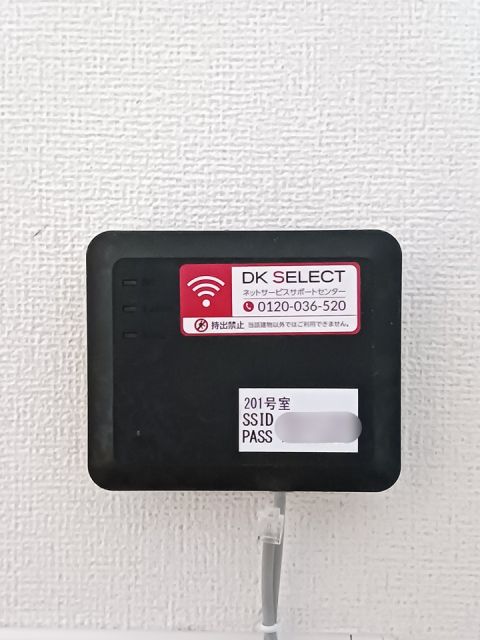 DK SELECT
ネットサービスサポートセンター
0120-036-520
持出禁止 当該建物以外ではご利用できません。
201号室
SSID
PASS